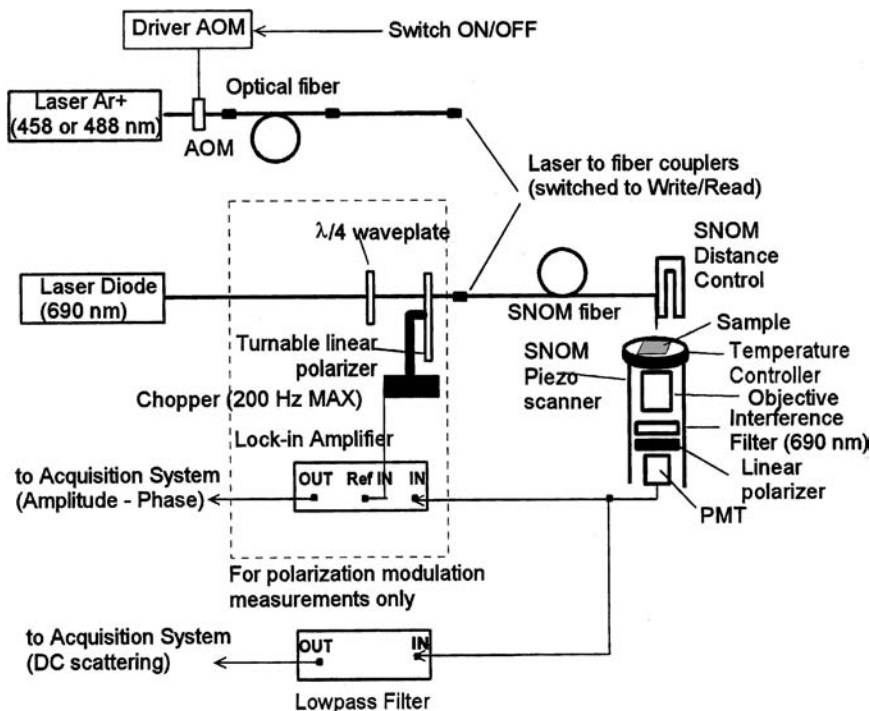 Driver AOM
Switch ON/OFF
Optical fiber
Laser Ar+
(458 or 488 nm)
AOM
Laser to fiber couplers
(switched to Write/Read)
λ/4 waveplate
SNOM
Distance
Control
Laser Diode
(690 nm)
SNOM fiber
Sample
Turnable linear
polarizer
SNOM
Piezo
scanner
Temperature
Controller
Chopper (200 Hz MAX)
Objective
Interference
Filter (690 nm)
Lock-in Amplifier
Linear
polarizer
to Acquisition System
(Amplitude - Phase)
OUT Ref IN IN
PMT
For polarization modulation
measurements only
to Acquisition System
(DC scattering)
OUT IN
Lowpass Filter